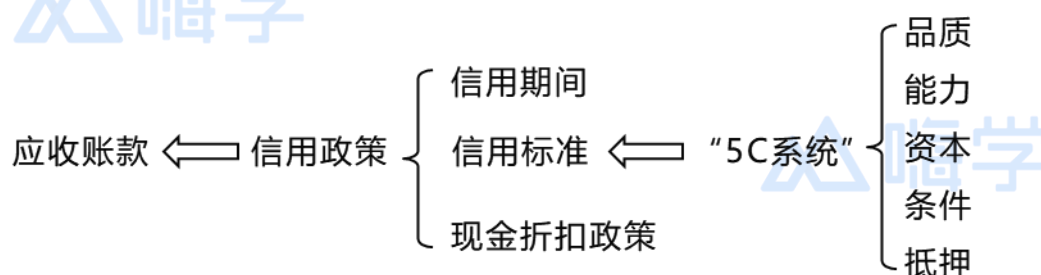 嗨学
品质
信用期间
能力
应收账款
信用政策
信用标准
“5C系统”
资本
嗨学
条件
现金折扣政策
抵押